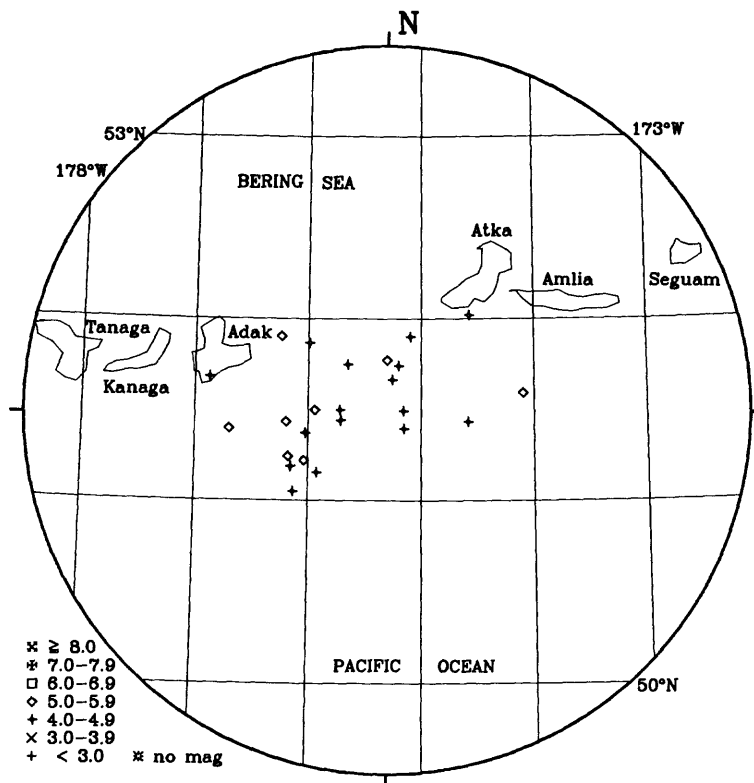 N
53°N
173°W
178°W
BERING SEA
Atka
Amlia
Seguam
Tanaga
Adak
Kanaga
≥ 8.0
7.0-7.9
6.0-6.9
5.0-5.9
4.0-4.9
3.0-3.9
< 3.0 no mag
PACIFIC OCEAN
50°N